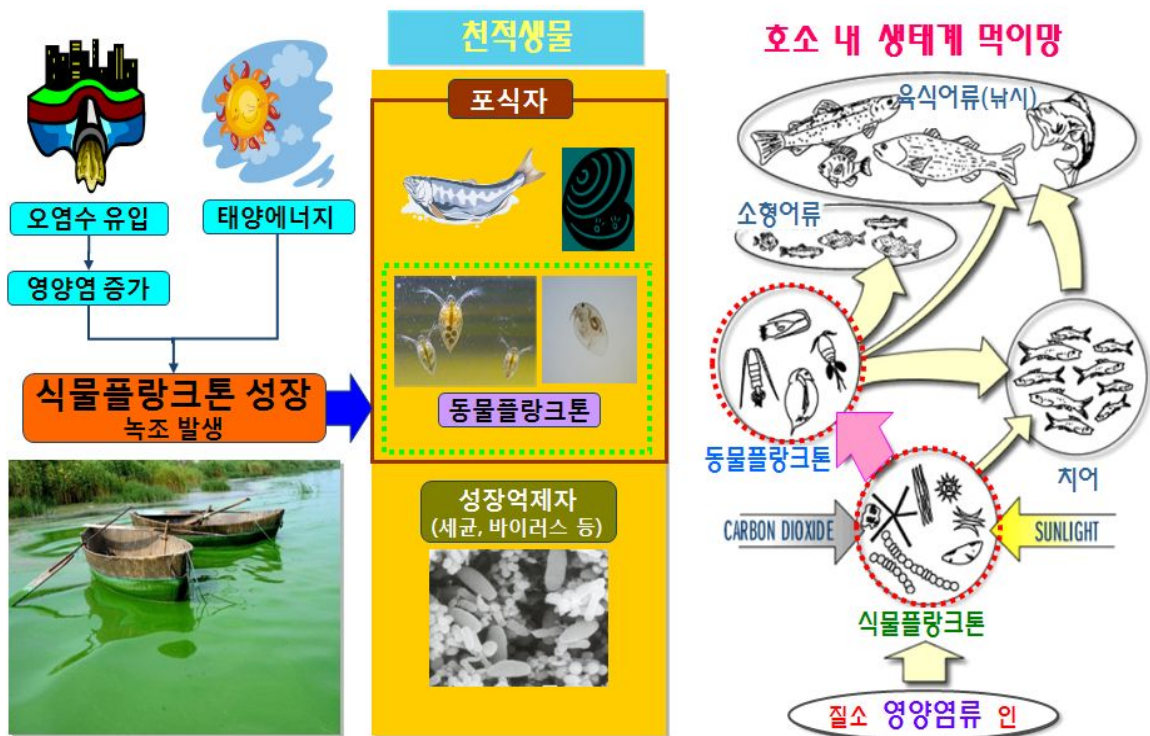 오염수 유입
태양에너지
영양염 증가
식물플랑크톤 성장
녹조 발생
천적생물
포식자
동물플랑크톤
성장억제자
(세균, 바이러스 등)
호소 내 생태계 먹이망
육식어류(낚시)
소형어류
동물플랑크톤
치어
CARBON DIOXIDE
SUNLIGHT
식물플랑크톤
질소 영양염류 인